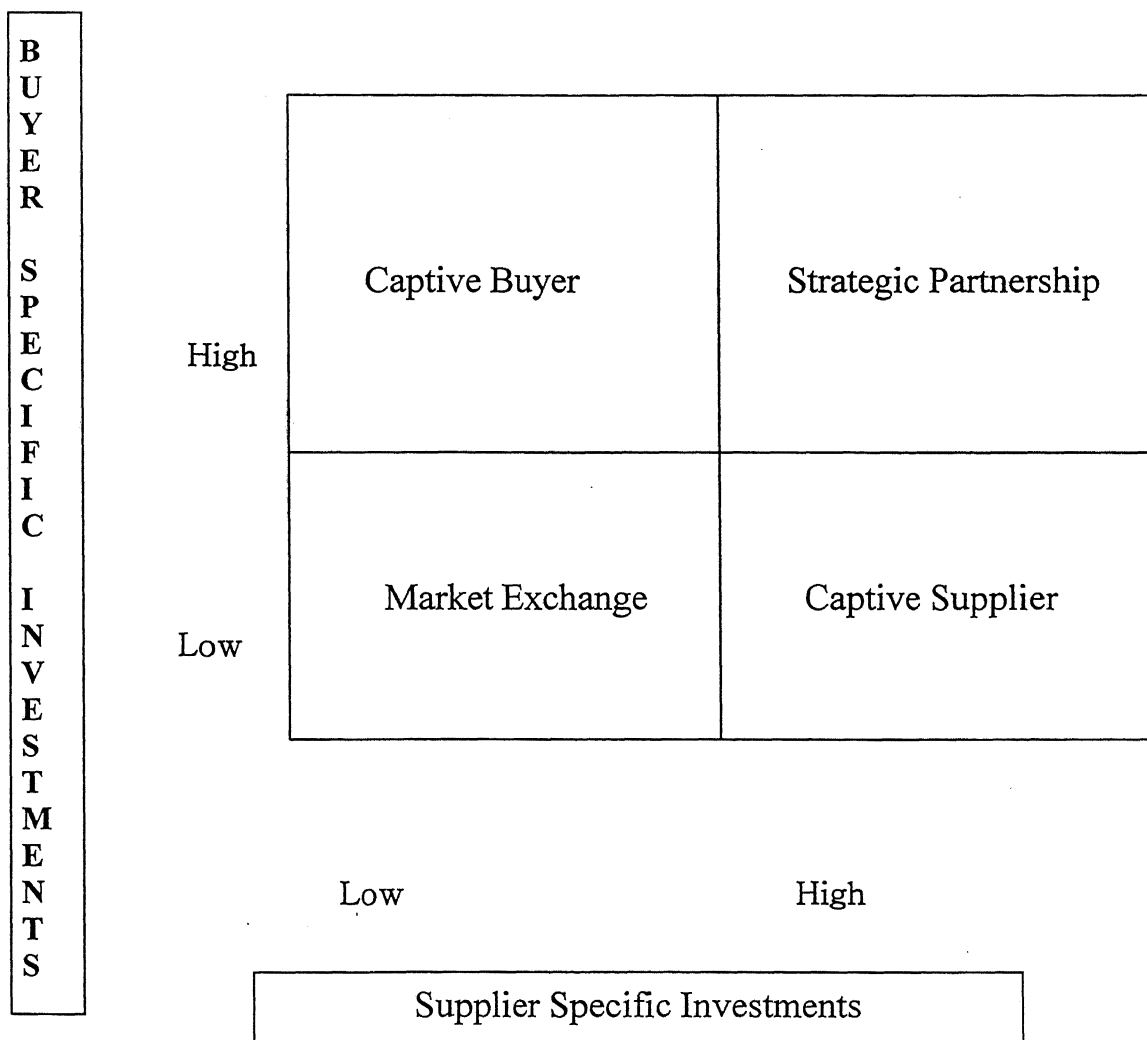 BUYER SPECIFIC INVESTMENTS
Captive Buyer
Strategic Partnership
High
Market Exchange
Captive Supplier
Low
Low
High
Supplier Specific Investments